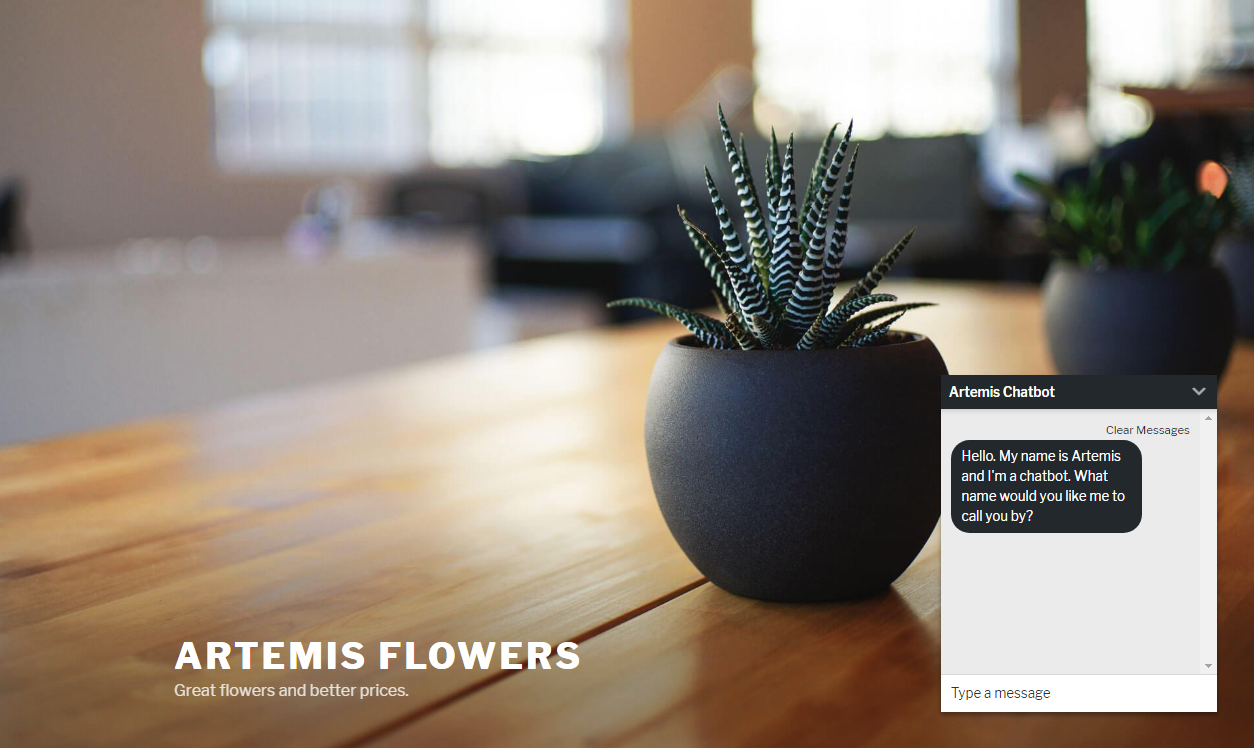 ARTEMIS FLOWERS
Great flowers and better prices.
Artemis Chatbot
Clear Messages
Hello. My name is Artemis
and I'm a chatbot. What
name would you like me to
call you by?
Type a message